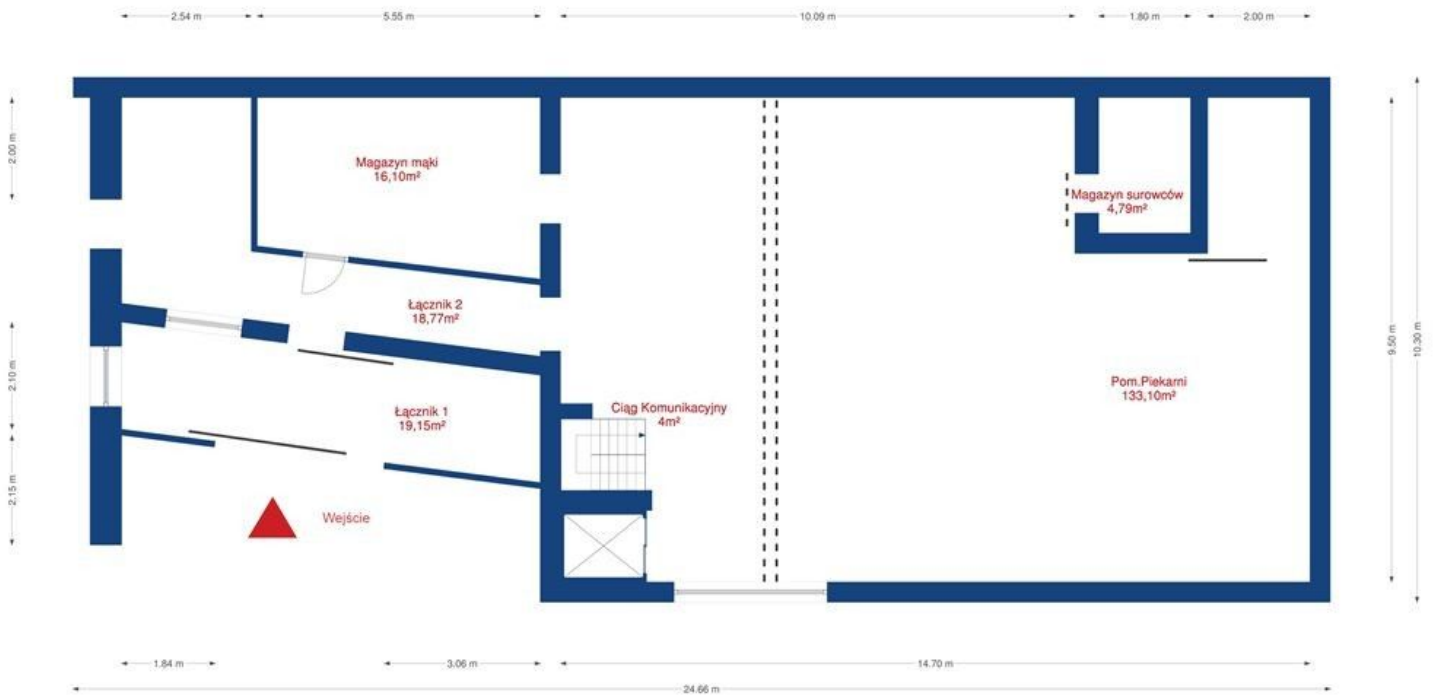 2.54 m
5.55 m
10.09 m
1.80 m
2.00 m
2.00 m
2.10 m
2.15 m
Magazyn mąki
16,10m²
Magazyn surowców
4,79m²
Łącznik 2
18,77m²
Łącznik 1
19,15m²
Ciąg Komunikacyjny
4m²
Pom.Piekarni
133,10m²
Wejście
9.50 m
10.30 m
1.84 m
3.06 m
14.70 m
24.66 m